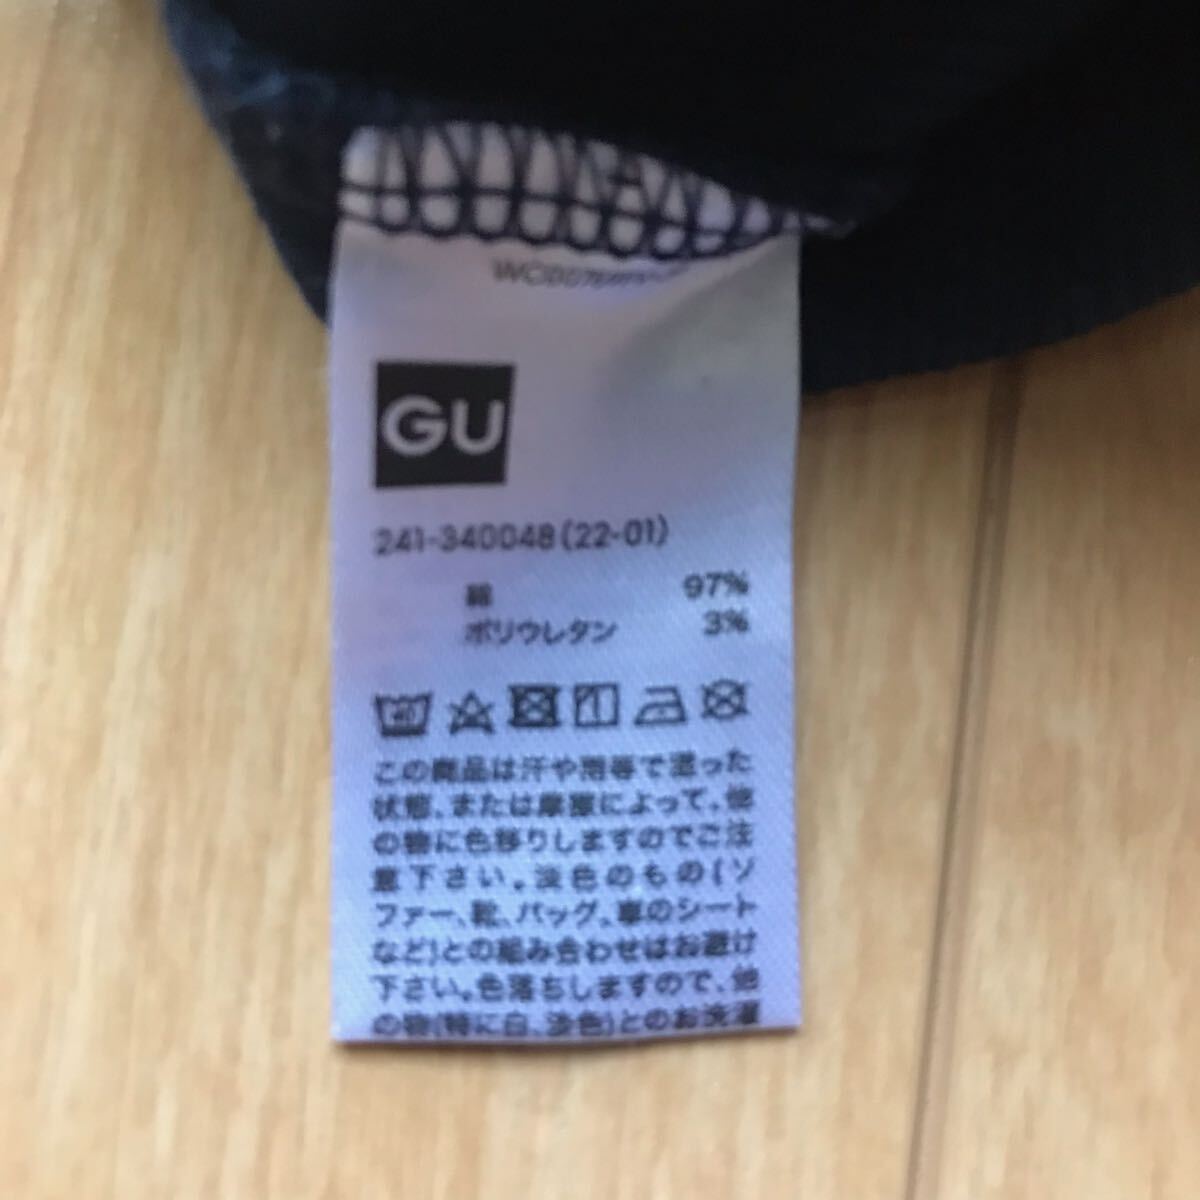 GU
241-340048(22-01)
綿 97%
ポリウレタン 3%
40
この商品は汗や雨等で湿った
状態、または摩擦によって、他
の物に色移りしますのでご注
意下さい。淡色のもの(ソ
ファー、靴、バッグ、車のシート
など)との組み合わせはお避け
下さい。色落ちしますので、他
の物(特に白、淡色)とのお洗濯